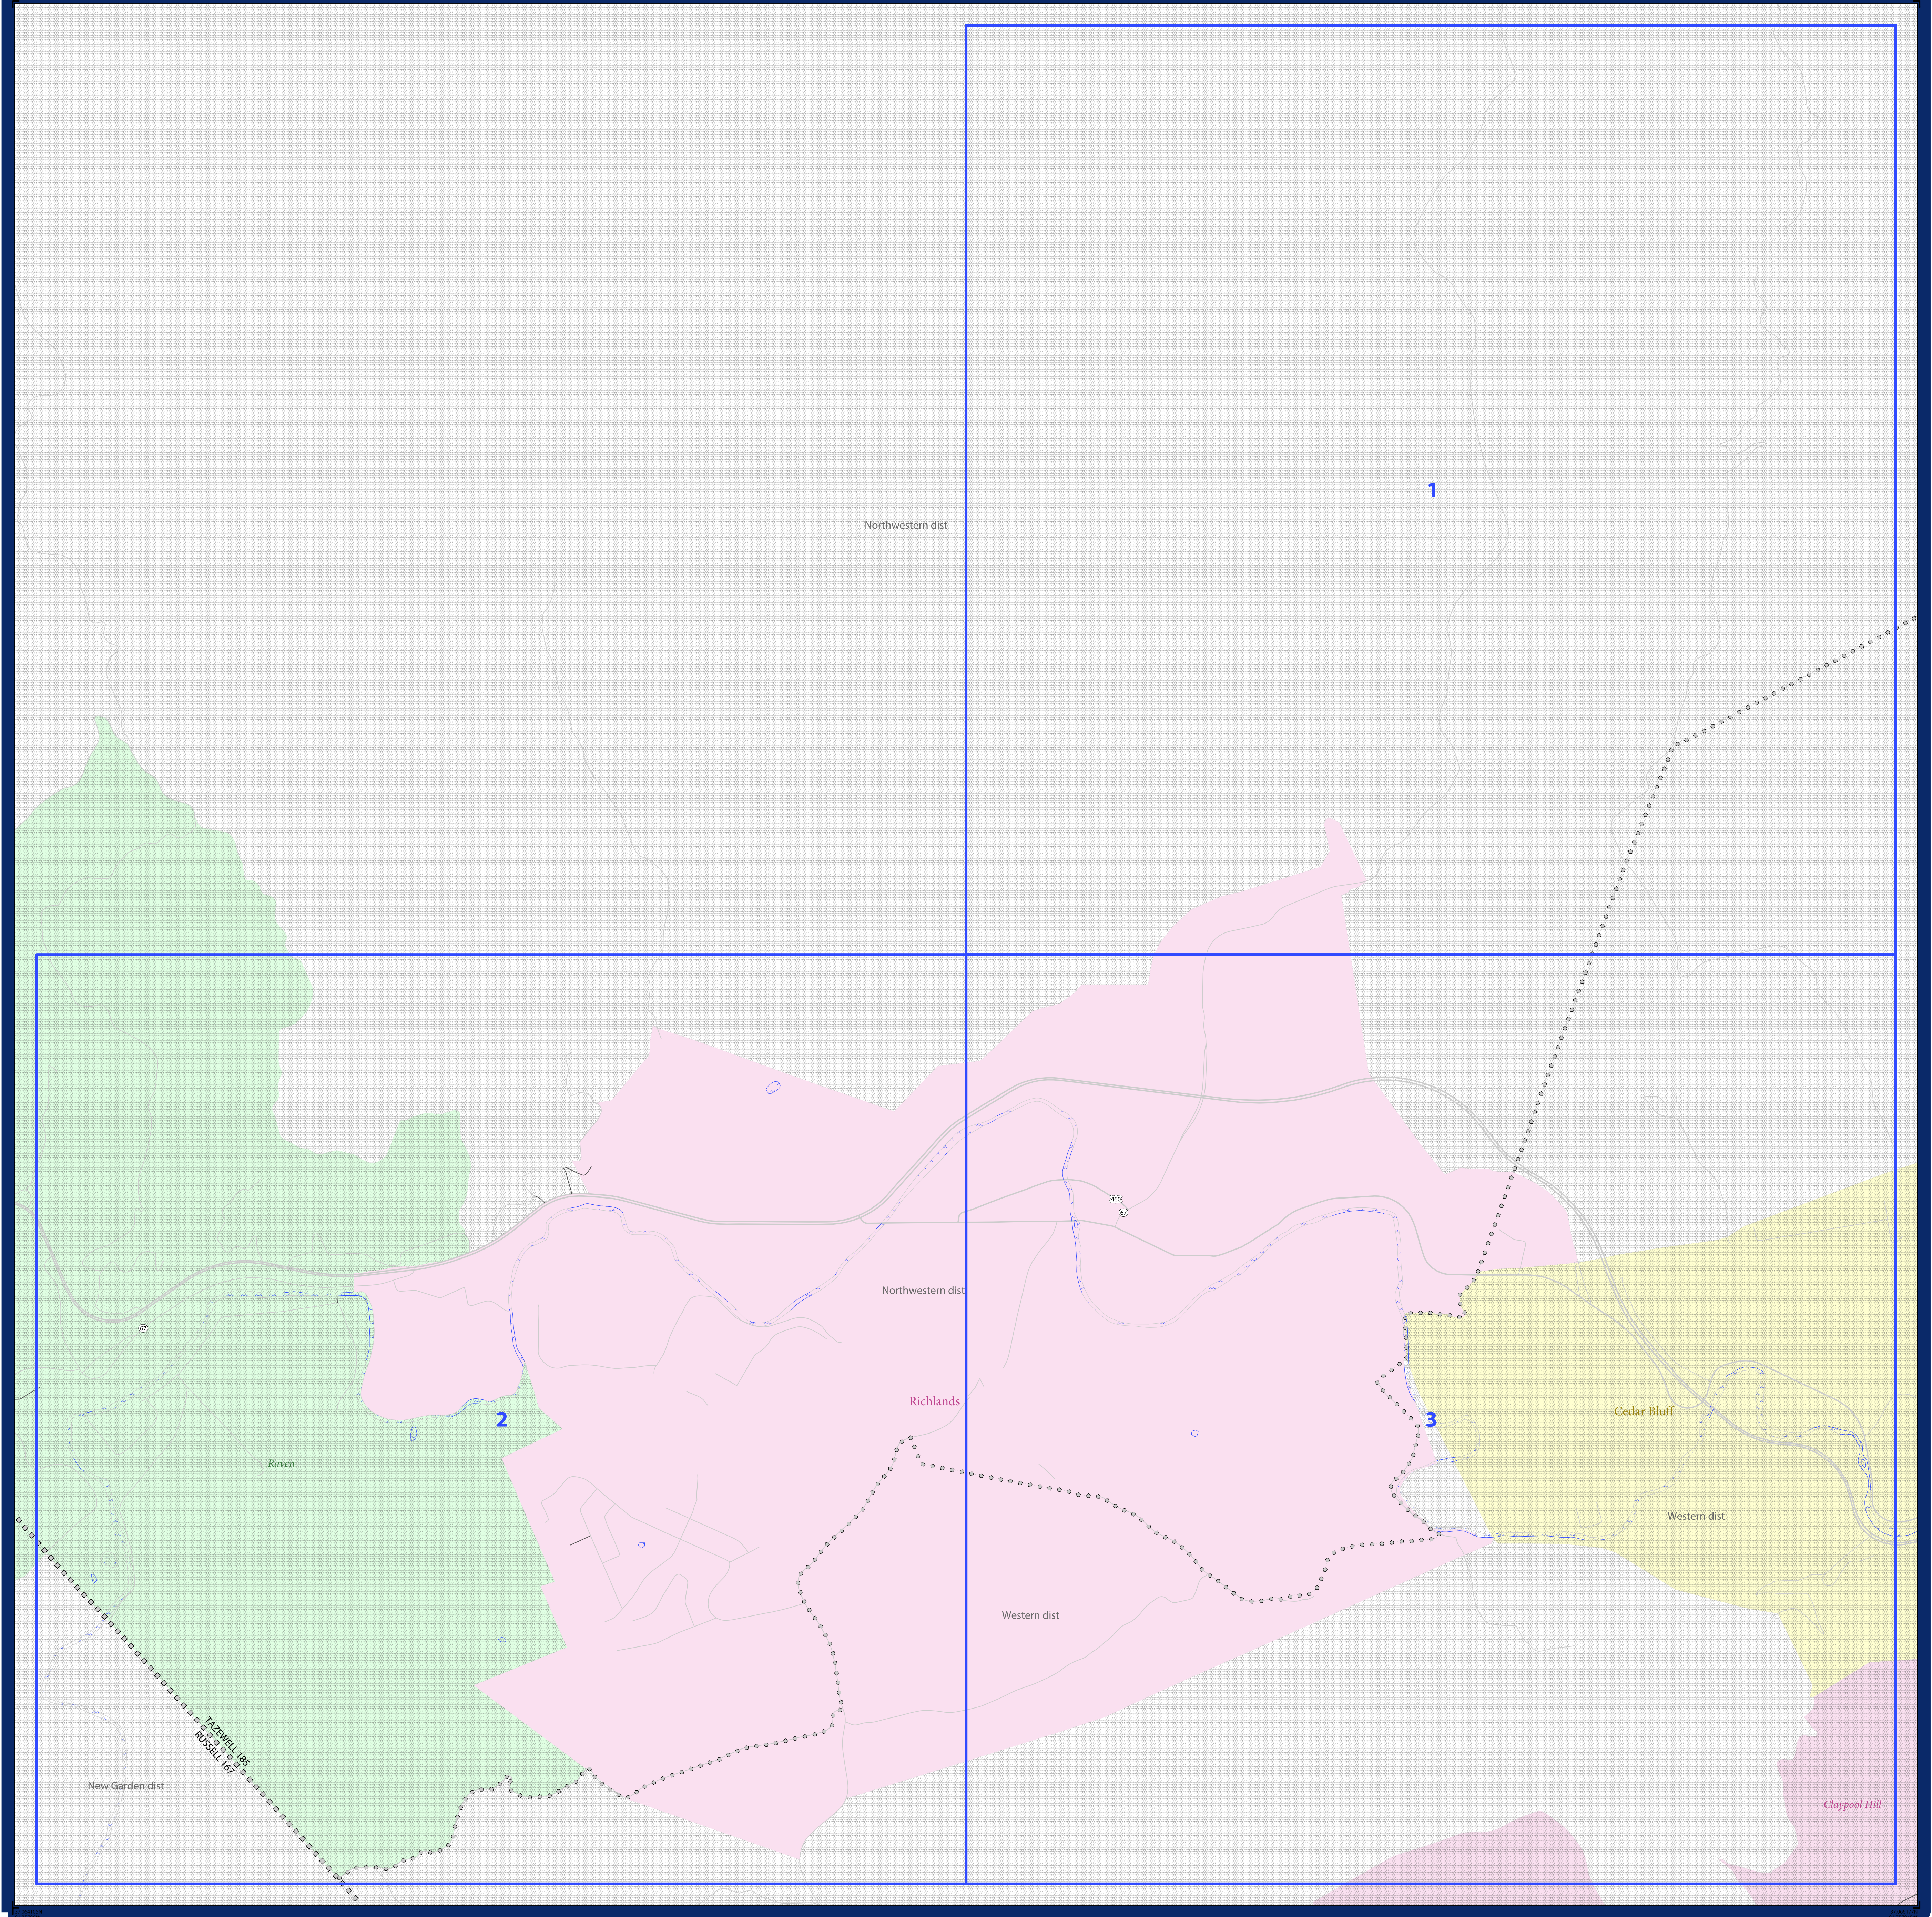 1
Northwestern dist
460
67
Northwestern dist
67
Richlands
2
3
Cedar Bluff
Raven
Western dist
Western dist
TAZEWELL 185
RUSSELL 167
New Garden dist
Claypool Hill